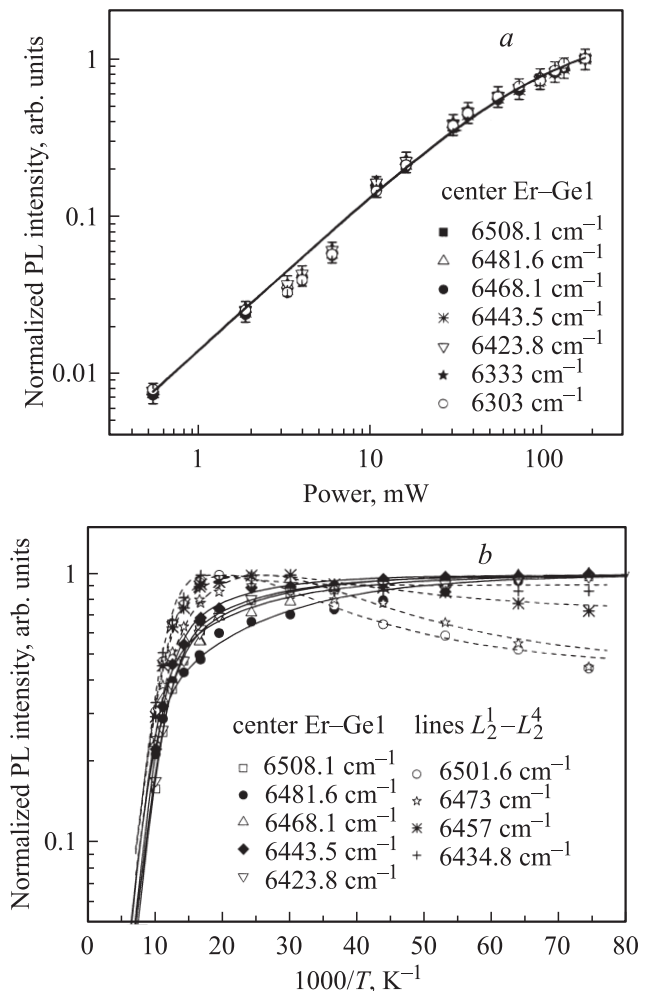 a
1
0.1
0.01
Normalized PL intensity, arb. units
center Er–Ge1
6508.1 cm⁻¹
6481.6 cm⁻¹
6468.1 cm⁻¹
6443.5 cm⁻¹
6423.8 cm⁻¹
6333 cm⁻¹
6303 cm⁻¹
1 10 100
Power, mW
b
1
0.1
Normalized PL intensity, arb. units
center Er–Ge1
6508.1 cm⁻¹
6481.6 cm⁻¹
6468.1 cm⁻¹
6443.5 cm⁻¹
6423.8 cm⁻¹
lines L₂¹–L₂⁴
6501.6 cm⁻¹
6473 cm⁻¹
6457 cm⁻¹
6434.8 cm⁻¹
0 10 20 30 40 50 60 70 80
1000/T, K⁻¹